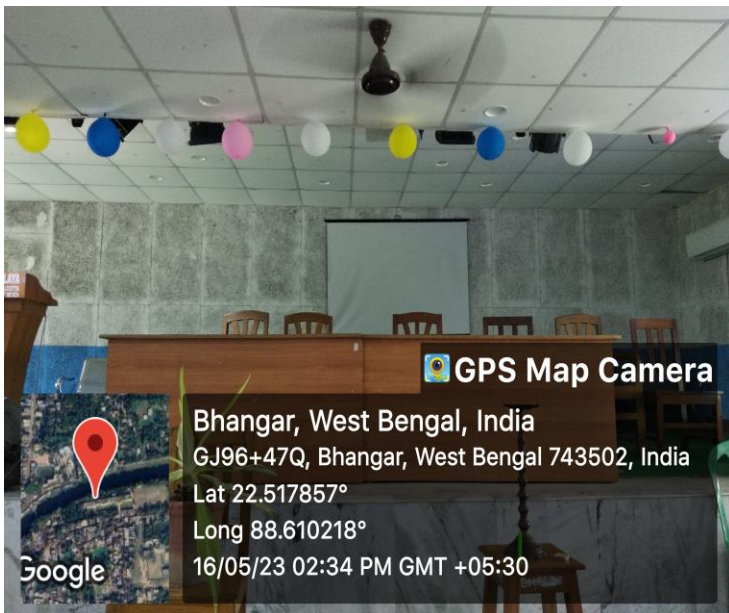 LAYA
GPS Map Camera
Bhangar, West Bengal, India
GJ96+47Q, Bhangar, West Bengal 743502, India
Lat 22.517857°
Long 88.610218°
16/05/23 02:34 PM GMT +05:30
Google